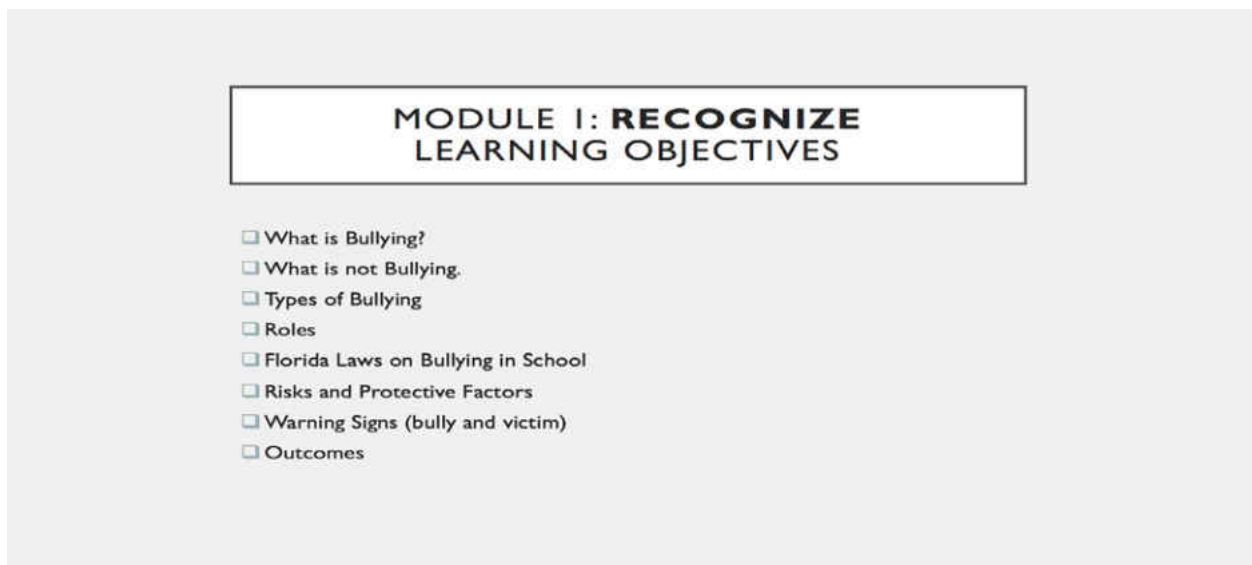 MODULE I: RECOGNIZE
LEARNING OBJECTIVES
What is Bullying?
What is not Bullying.
Types of Bullying
Roles
Florida Laws on Bullying in School
Risks and Protective Factors
Warning Signs (bully and victim)
Outcomes